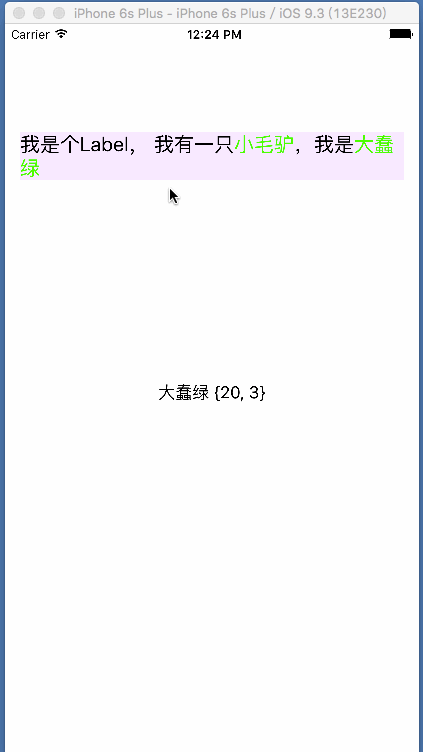 iPhone 6s Plus - iPhone 6s Plus / iOS 9.3 (13E230)
Carrier 12:24 PM
我是个Label， 我有一只小毛驴，我是大蠢
绿
大蠢绿 {20, 3}